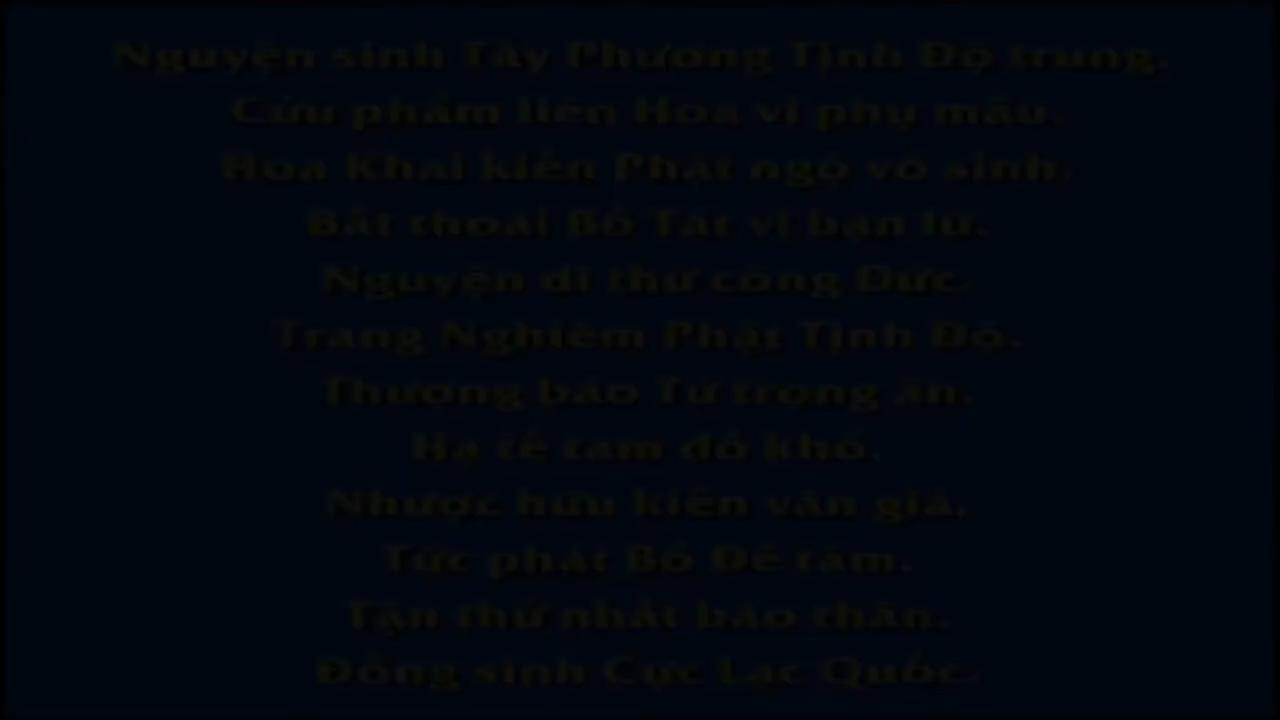 Nguyện sinh Tây Phương Tịnh Độ trung.
Cửu phẩm liên Hoa vi phụ mẫu.
Hoa Khai kiến Phật ngộ vô sinh.
Bất thoái Bồ Tát vi bạn lữ.
Nguyện dĩ thử công Đức.
Trang Nghiêm Phật Tịnh Độ.
Thượng báo Tứ trọng ân.
Hạ tế tam đồ khổ.
Nhược hữu kiến văn giả.
Tức phát Bồ Đề tâm.
Tận thử nhất báo thân.
Đồng sinh Cực Lạc Quốc.